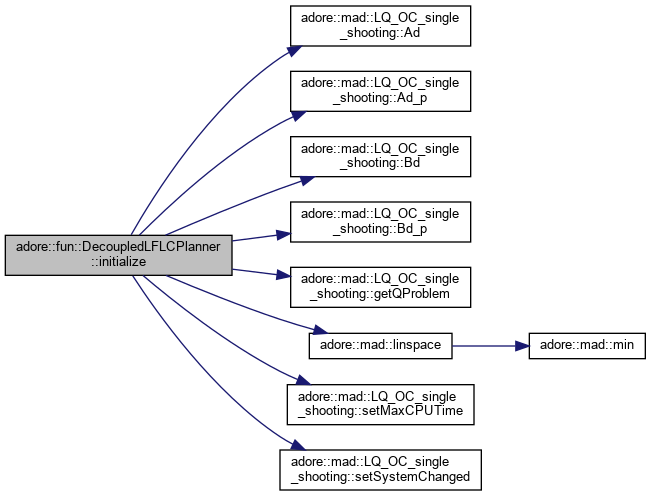 adore::mad::LQ_OC_single
_shooting::Ad
adore::mad::LQ_OC_single
_shooting::Ad_p
adore::mad::LQ_OC_single
_shooting::Bd
adore::mad::LQ_OC_single
_shooting::Bd_p
adore::fun::DecoupledLFLCPlanner
::initialize
adore::mad::LQ_OC_single
_shooting::getQProblem
adore::mad::linspace
adore::mad::min
adore::mad::LQ_OC_single
_shooting::setMaxCPUTime
adore::mad::LQ_OC_single
_shooting::setSystemChanged